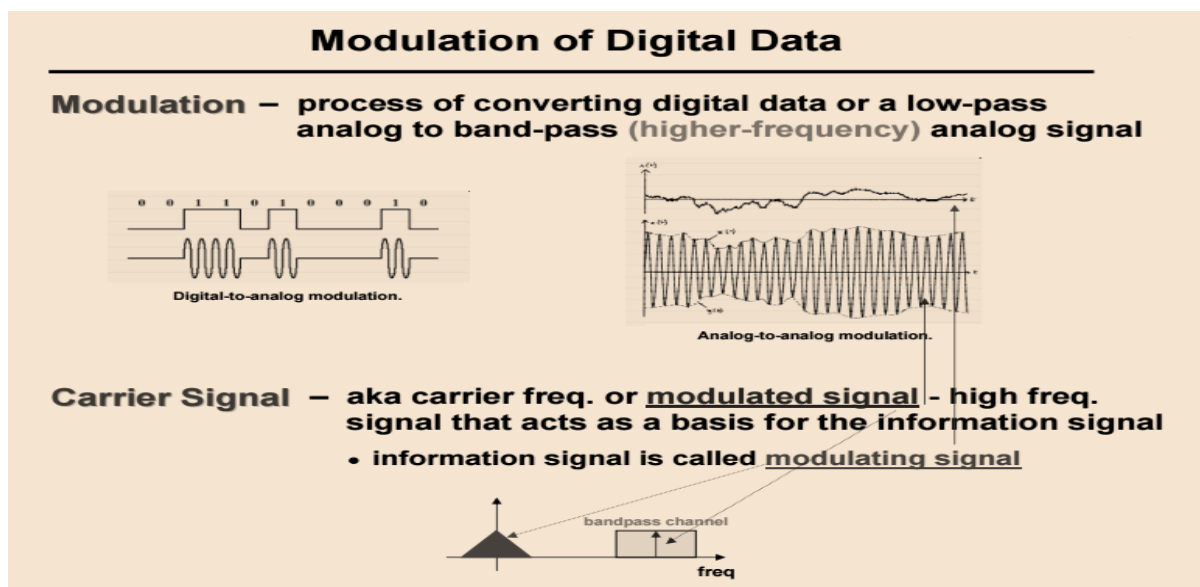 Modulation of Digital Data
Modulation – process of converting digital data or a low-pass
analog to band-pass (higher-frequency) analog signal
0 0 1 1 0 1 0 0 0 1 0
Digital-to-analog modulation.
Analog-to-analog modulation.
Carrier Signal – aka carrier freq. or modulated signal - high freq.
signal that acts as a basis for the information signal
• information signal is called modulating signal
bandpass channel
freq